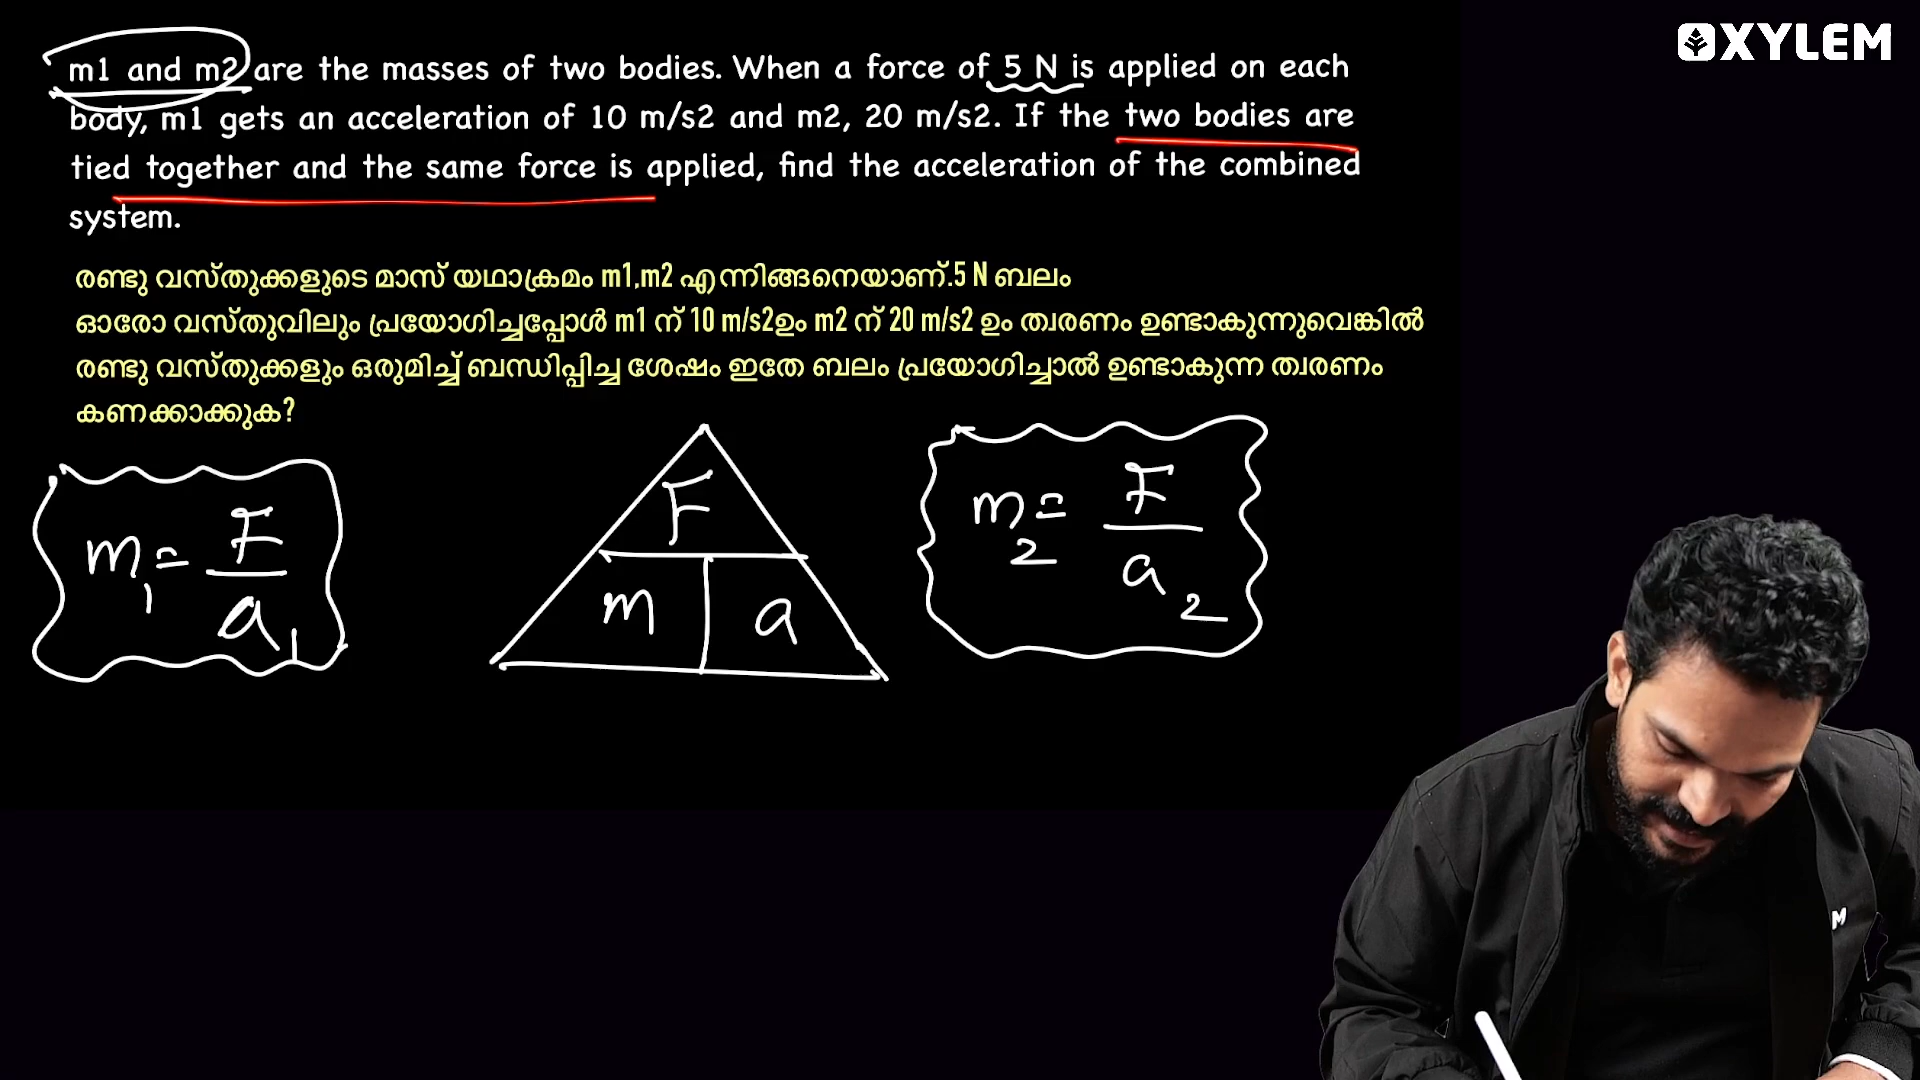 OXYLEM
m1 and m2 are the masses of two bodies. When a force of 5 N is applied on each
body, m1 gets an acceleration of 10 m/s2 and m2, 20 m/s2. If the two bodies are
tied together and the same force is applied, find the acceleration of the combined
system.
രണ്ടു വസ്തുക്കളുടെ മാസ് യഥാക്രമം m1,m2 എന്നിങ്ങനെയാണ്.5 N ബലം
ഓരോ വസ്തുവിലും പ്രയോഗിച്ചപ്പോൾ m1 ന് 10 m/s2ഉം m2 ന് 20 m/s2 ഉം ത്വരണം ഉണ്ടാകുന്നുവെങ്കിൽ
രണ്ടു വസ്തുക്കളും ഒരുമിച്ച് ബന്ധിപ്പിച്ച ശേഷം ഇതേ ബലം പ്രയോഗിച്ചാൽ ഉണ്ടാകുന്ന ത്വരണം
കണക്കാക്കുക?
m1 = F/a1
F
m a
m2 = F/a2
M